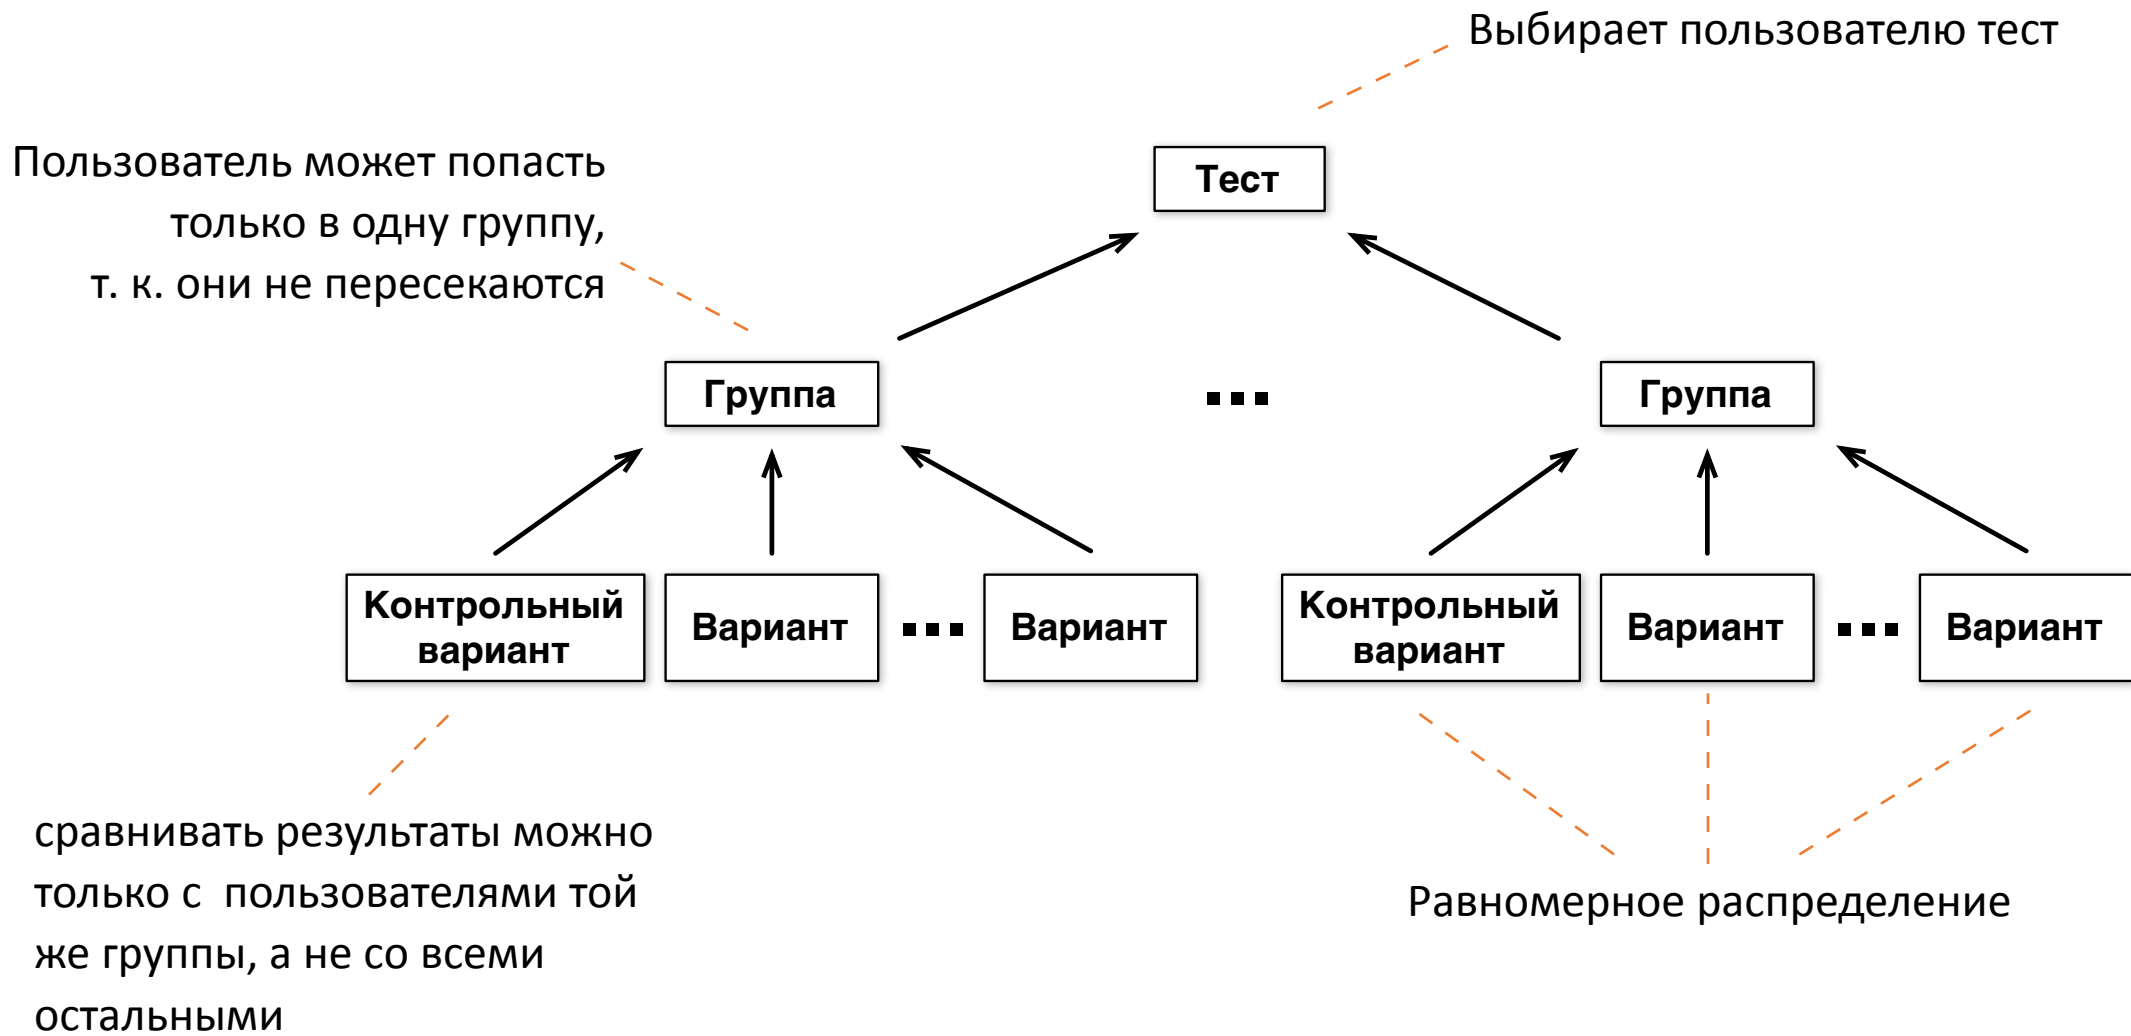 Выбирает пользователю тест
Пользователь может попасть
только в одну группу,
т. к. они не пересекаются
Тест
Группа
Группа
Контрольный
вариант
Вариант
Вариант
Контрольный
вариант
Вариант
Вариант
сравнивать результаты можно
только с пользователями той
же группы, а не со всеми
остальными
Равномерное распределение